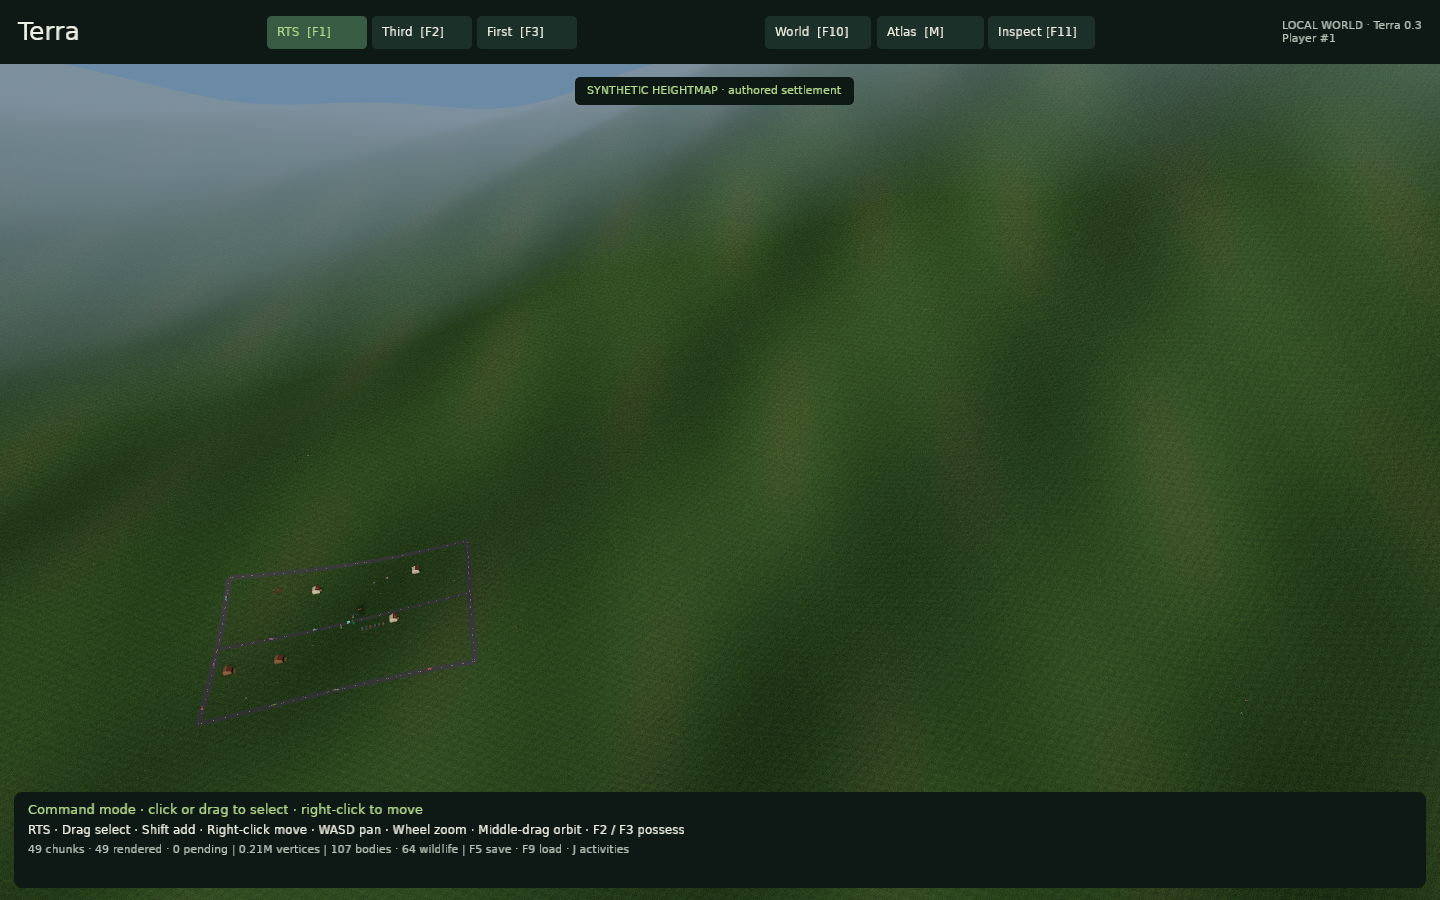 Terra
RTS [F1]
Third [F2]
First [F3]
World [F10]
Atlas [M]
Inspect [F11]
LOCAL WORLD · Terra 0.3
Player #1
SYNTHETIC HEIGHTMAP · authored settlement
Command mode · click or drag to select · right-click to move
RTS · Drag select · Shift add · Right-click move · WASD pan · Wheel zoom · Middle-drag orbit · F2 / F3 possess
49 chunks · 49 rendered · 0 pending | 0.21M vertices | 107 bodies · 64 wildlife | F5 save · F9 load · J activities